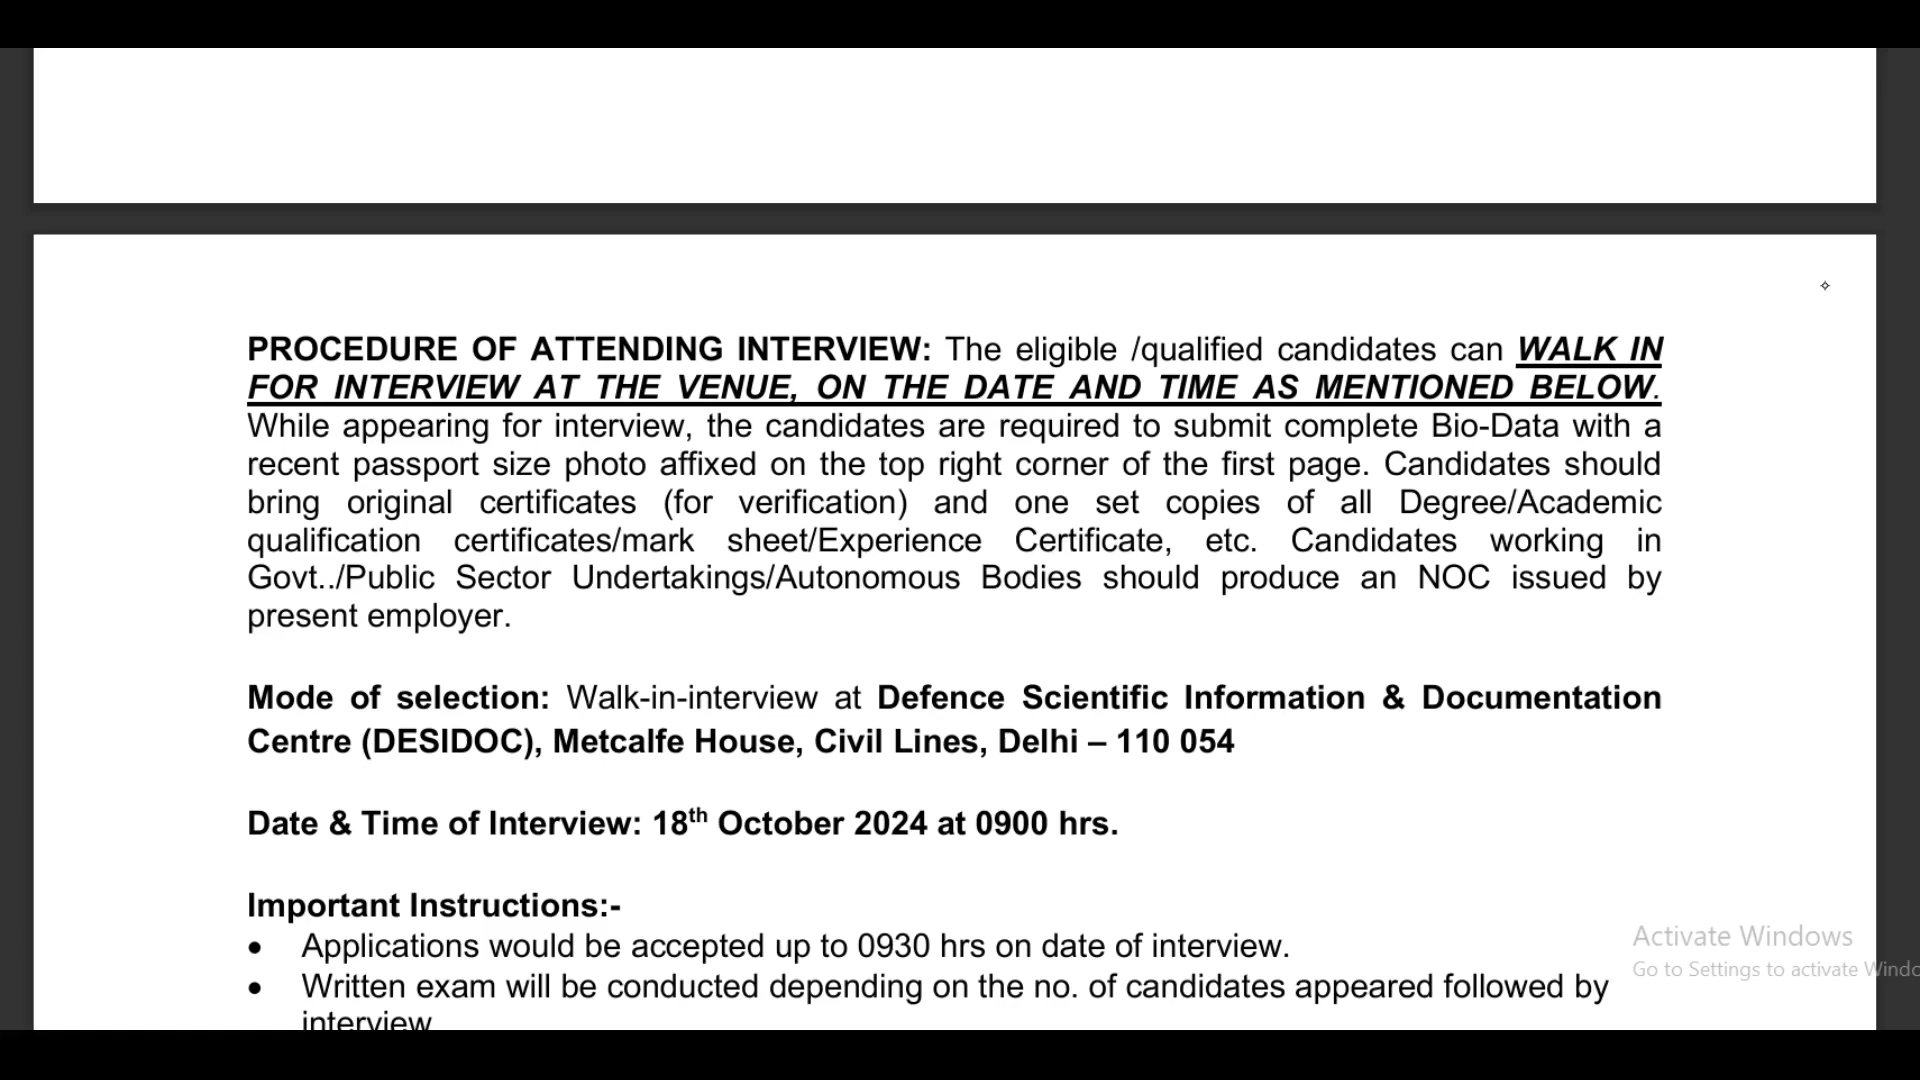 PROCEDURE OF ATTENDING INTERVIEW: The eligible /qualified candidates can WALK IN
FOR INTERVIEW AT THE VENUE, ON THE DATE AND TIME AS MENTIONED BELOW.
While appearing for interview, the candidates are required to submit complete Bio-Data with a
recent passport size photo affixed on the top right corner of the first page. Candidates should
bring original certificates (for verification) and one set copies of all Degree/Academic
qualification certificates/mark sheet/Experience Certificate, etc. Candidates working in
Govt../Public Sector Undertakings/Autonomous Bodies should produce an NOC issued by
present employer.
Mode of selection: Walk-in-interview at Defence Scientific Information & Documentation
Centre (DESIDOC), Metcalfe House, Civil Lines, Delhi – 110 054
Date & Time of Interview: 18th October 2024 at 0900 hrs.
Important Instructions:-
• Applications would be accepted up to 0930 hrs on date of interview.
• Written exam will be conducted depending on the no. of candidates appeared followed by
interview
Activate Windows
Go to Settings to activate Windo